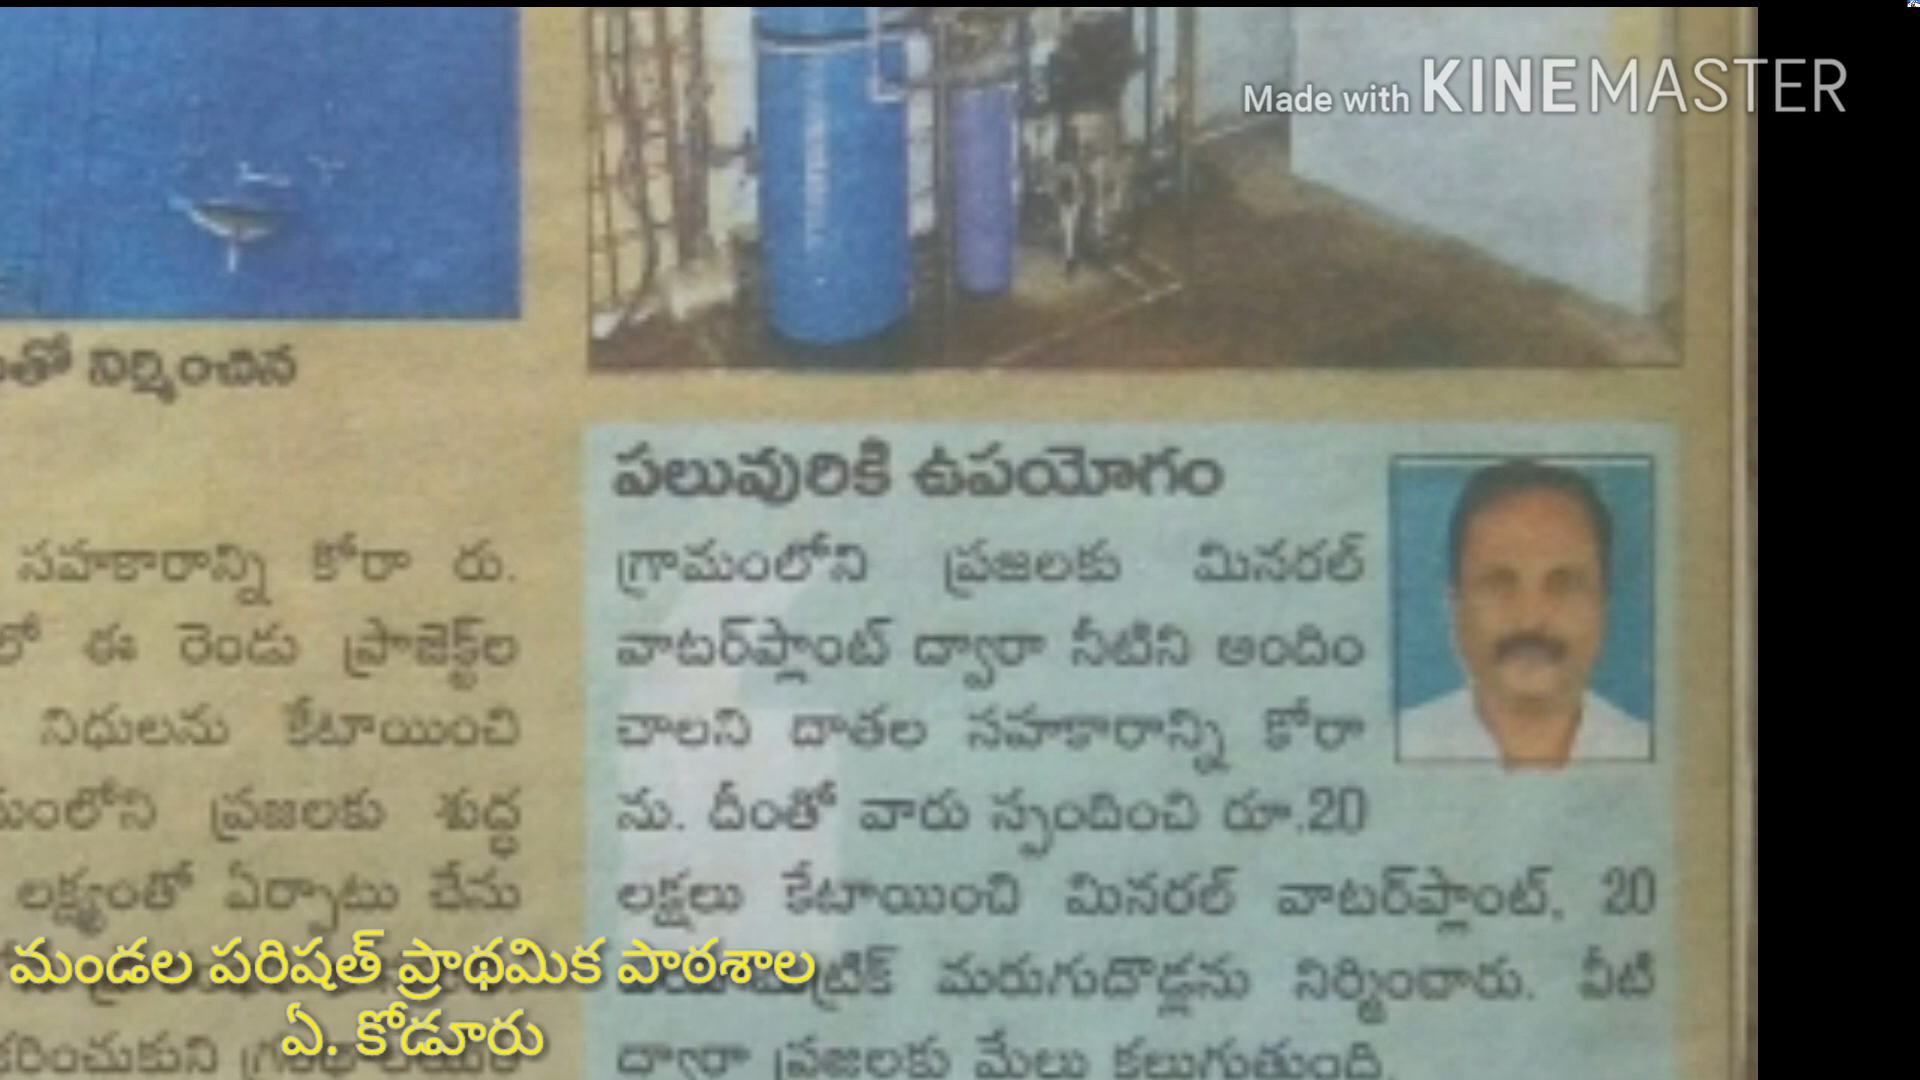 Made with KINEMASTER
నిర్మించిన
సహకారాన్ని కోరా రు.
ఈ రెండు ప్రాజెక్ట్‌ల
నిధులను కేటాయించి
ప్రజలకు శుద్ధ
లక్ష్యంతో ఏర్పాటు చేసు
పలువురికి ఉపయోగం
గ్రామంలోని ప్రజలకు మినరల్
వాటర్‌ప్లాంట్ ద్వారా నీటిని అందిం
చాలని దాతల సహకారాన్ని కోరా
ను. దీంతో వారు స్పందించి రూ.20
లక్షలు కేటాయించి మినరల్ వాటర్‌ప్లాంట్, 20
మరుగుదొడ్లను నిర్మించారు. వీటి
ద్వారా ప్రజలకు మేలు కలుగుతుంది.
మండల పరిషత్ ప్రాథమిక పాఠశాల
ఏ. కోడూరు